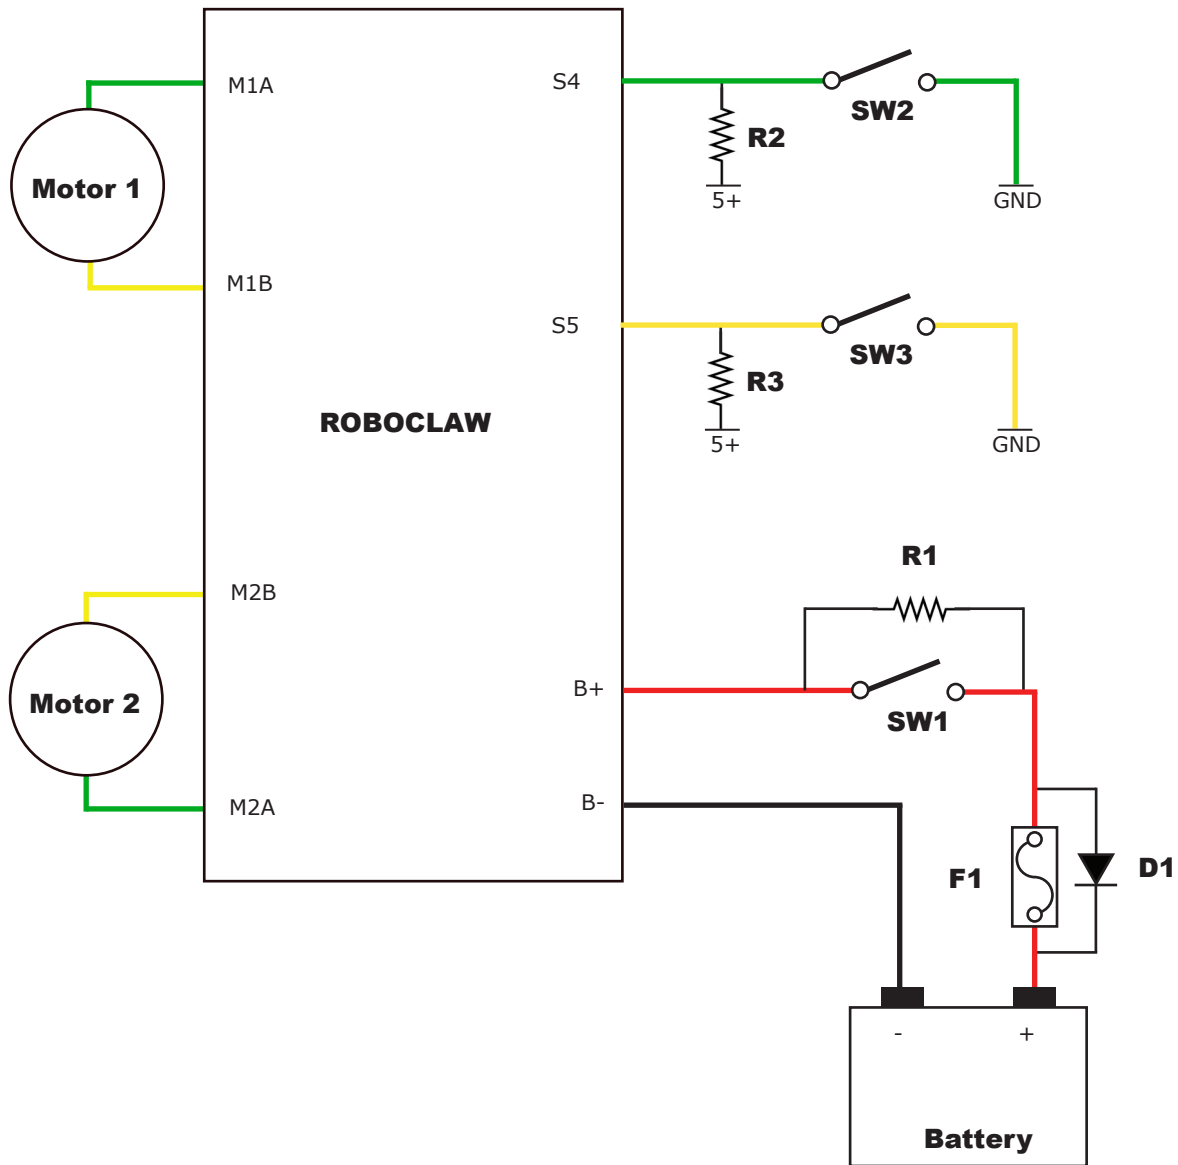 M1A
S4
SW2
R2
Motor 1
5+
GND
M1B
S5
SW3
R3
ROBOCLAW
5+
GND
R1
M2B
B+
Motor 2
SW1
M2A
B-
F1
D1
- +
Battery